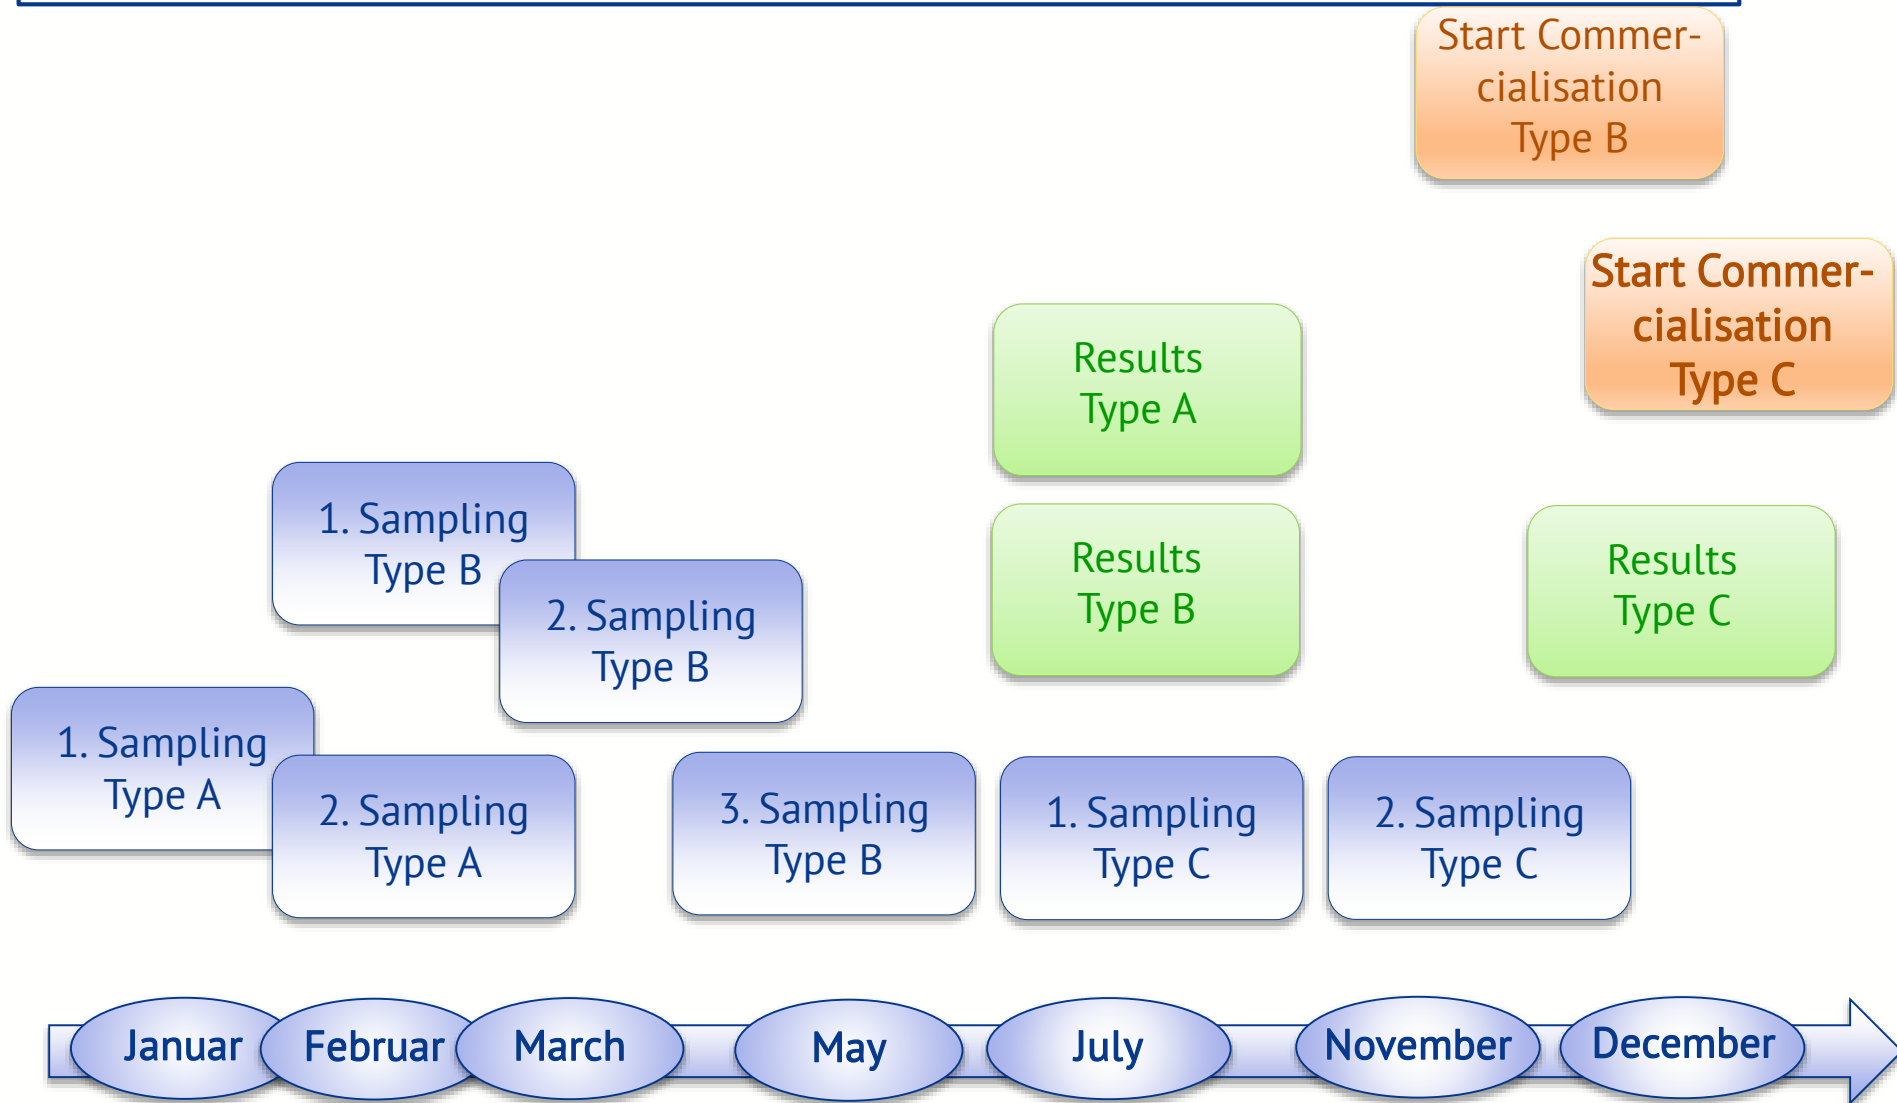 Start Commer-
cialisation
Type B
Start Commer-
cialisation
Type C
Results
Type A
1. Sampling
Type B
Results
Type B
Results
Type C
2. Sampling
Type B
1. Sampling
Type A
2. Sampling
Type A
3. Sampling
Type B
1. Sampling
Type C
2. Sampling
Type C
Januar
Februar
March
May
July
November
December